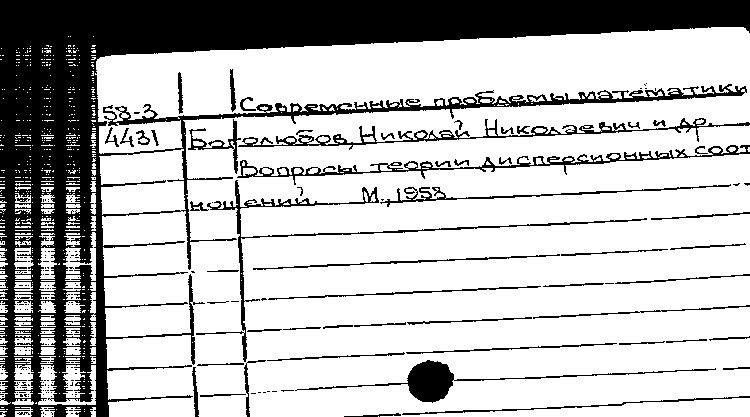 58-3 Современные проблемы математики
4431 Боголюбов, Николай Николаевич и др.
Вопросы теории дисперсионных соот
ношений. М., 1958.